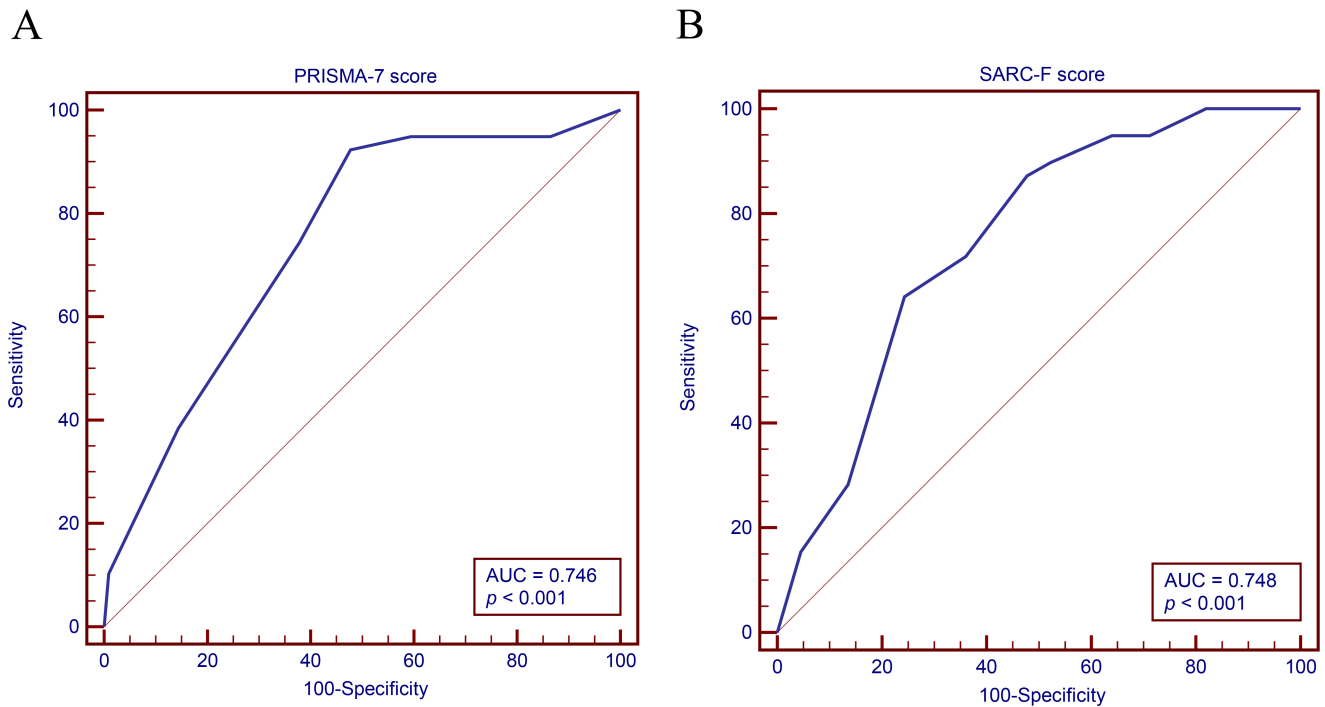 A
PRISMA-7 score
100
80
60
40
20
0
Sensitivity
0 20 40 60 80 100
100-Specificity
AUC = 0.746
p < 0.001
B
SARC-F score
100
80
60
40
20
0
Sensitivity
0 20 40 60 80 100
100-Specificity
AUC = 0.748
p < 0.001